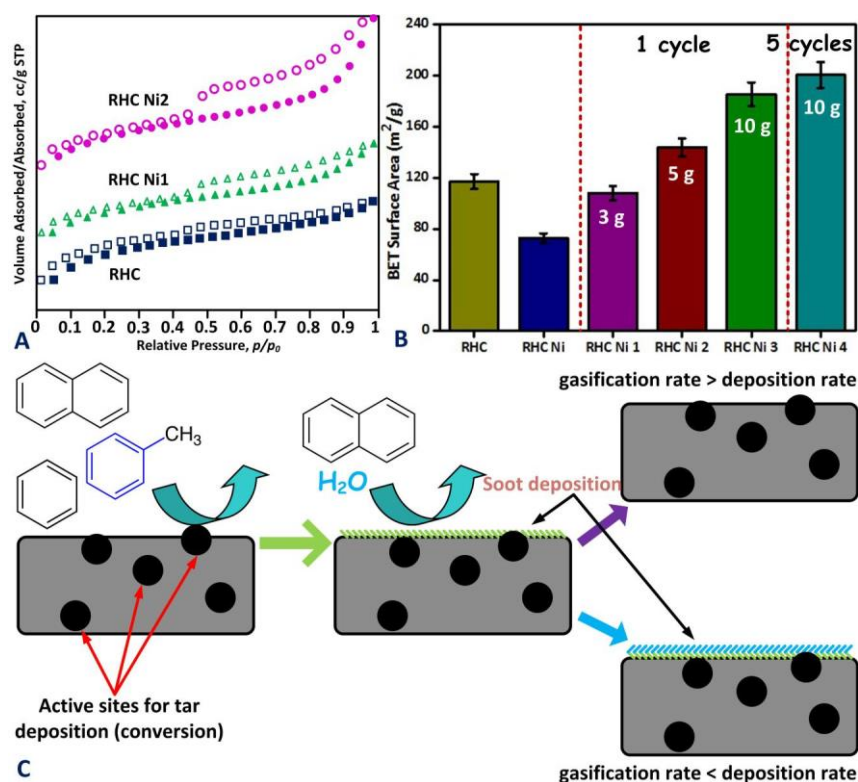 Volume Adsorbed/Absorbed, cc/g STP
RHC Ni2
RHC Ni1
RHC
0
0.1
0.2
0.3
0.4
0.5
0.6
0.7
0.8
0.9
1
Relative Pressure, p/p₀
A
BET Surface Area (m²/g)
240
200
160
120
80
40
0
1 cycle
5 cycles
3 g
5 g
10 g
10 g
RHC
RHC Ni
RHC Ni 1
RHC Ni 2
RHC Ni 3
RHC Ni 4
B
gasification rate > deposition rate
CH₃
H₂O
Soot deposition
Active sites for tar
deposition (conversion)
C
gasification rate < deposition rate